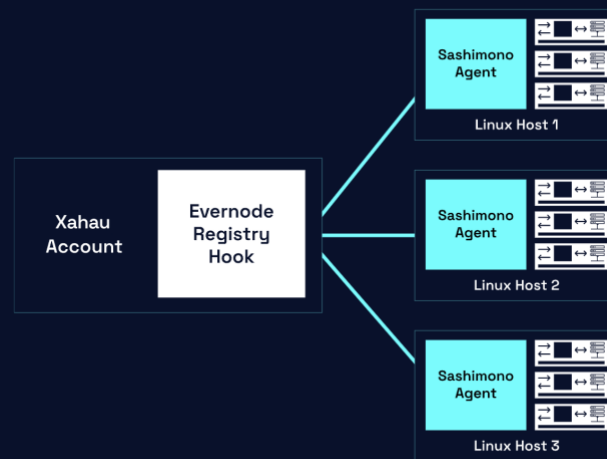 Xahau
Account
Evernode
Registry
Hook
Sashimono
Agent
Linux Host 1
Sashimono
Agent
Linux Host 2
Sashimono
Agent
Linux Host 3